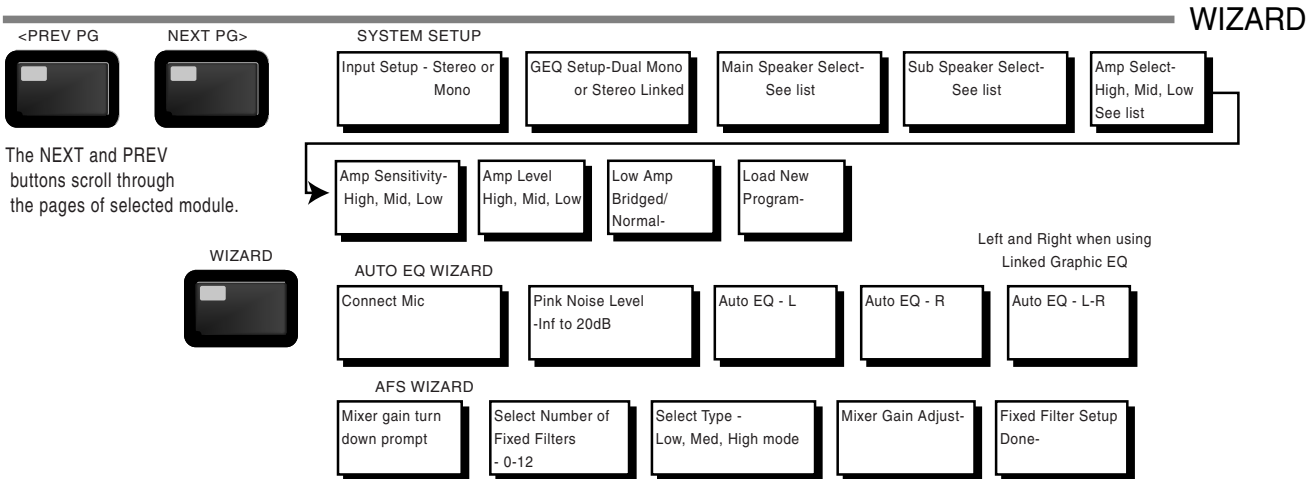 WIZARD
<PREV PG
NEXT PG>
The NEXT and PREV
buttons scroll through
the pages of selected module.
SYSTEM SETUP
Input Setup - Stereo or
Mono
GEQ Setup-Dual Mono
or Stereo Linked
Main Speaker Select-
See list
Sub Speaker Select-
See list
Amp Select-
High, Mid, Low
See list
Amp Sensitivity-
High, Mid, Low
Amp Level
High, Mid, Low
Low Amp
Bridged/
Normal-
Load New
Program-
WIZARD
AUTO EQ WIZARD
Connect Mic
Pink Noise Level
-Inf to 20dB
Auto EQ - L
Auto EQ - R
Left and Right when using
Linked Graphic EQ
Auto EQ - L-R
AFS WIZARD
Mixer gain turn
down prompt
Select Number of
Fixed Filters
- 0-12
Select Type -
Low, Med, High mode
Mixer Gain Adjust-
Fixed Filter Setup
Done-